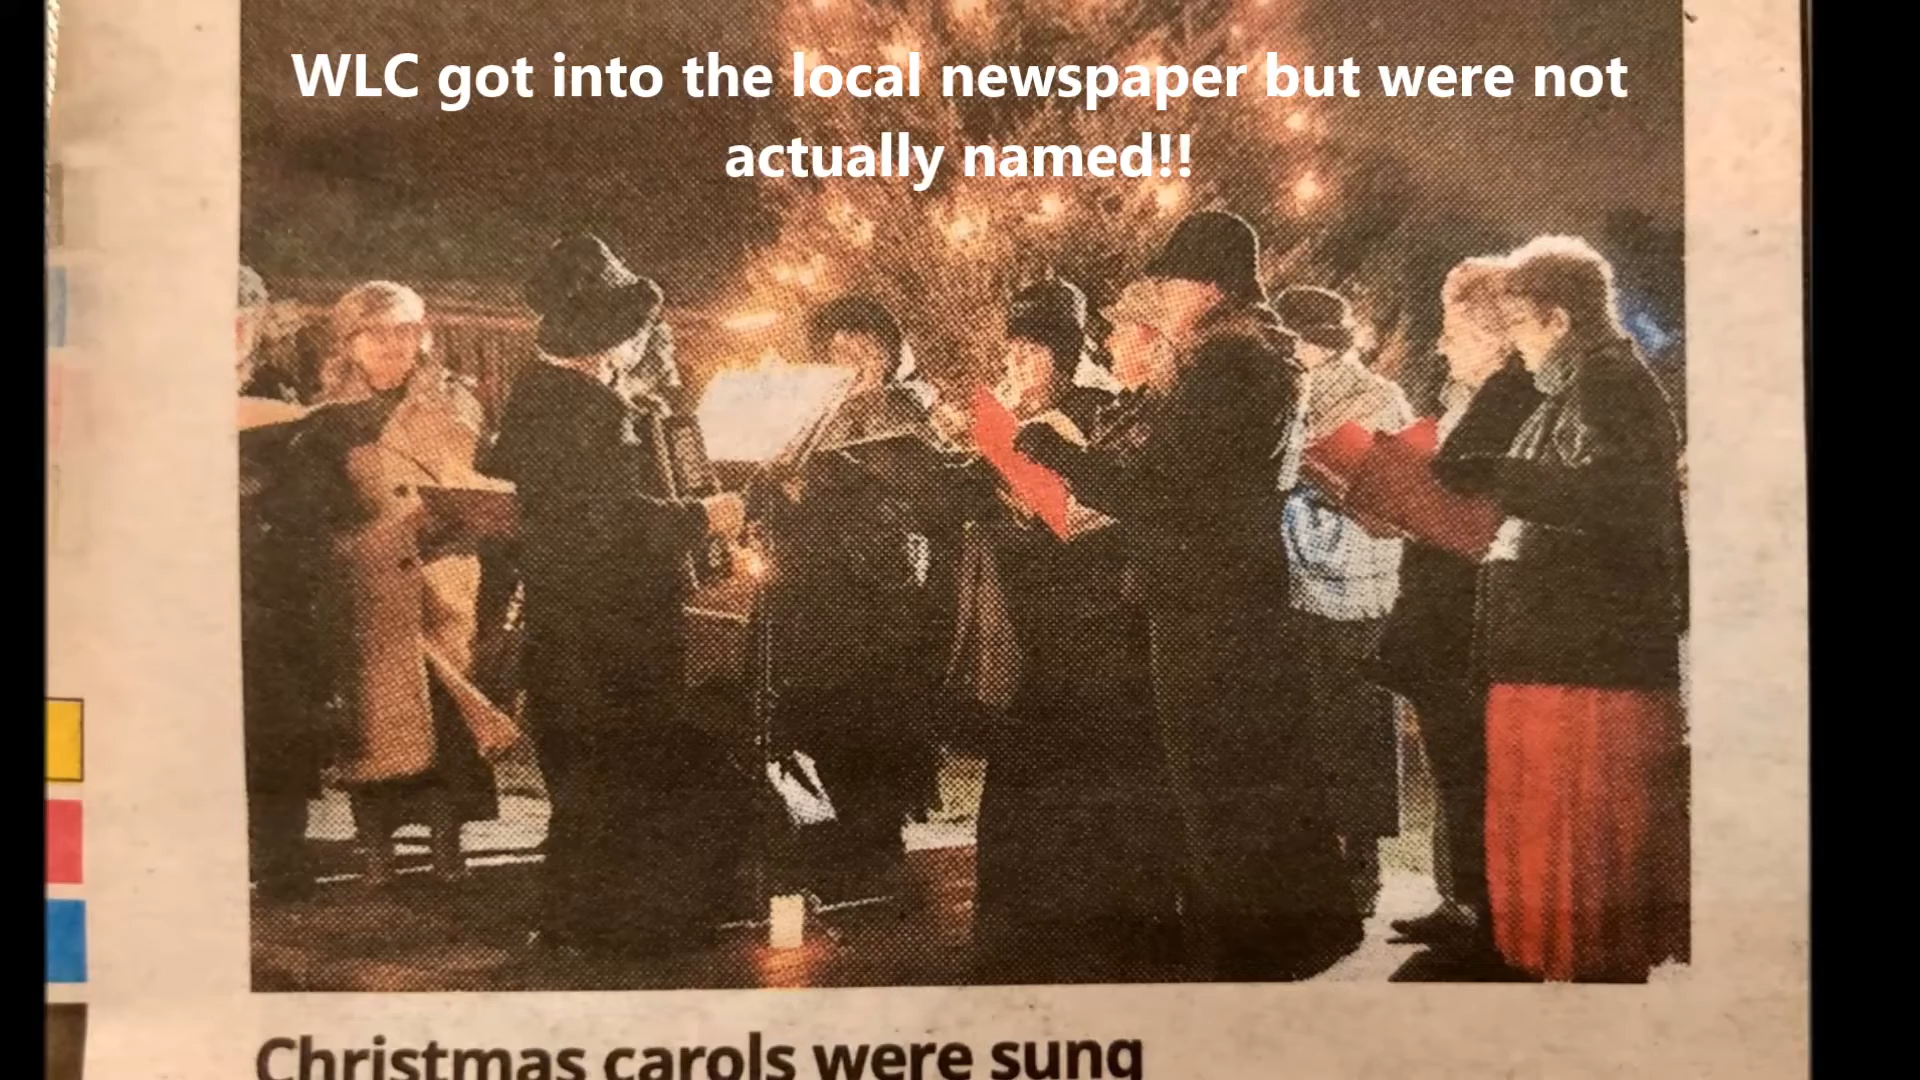 WLC got into the local newspaper but were not
actually named!!
Christmas carols were sung